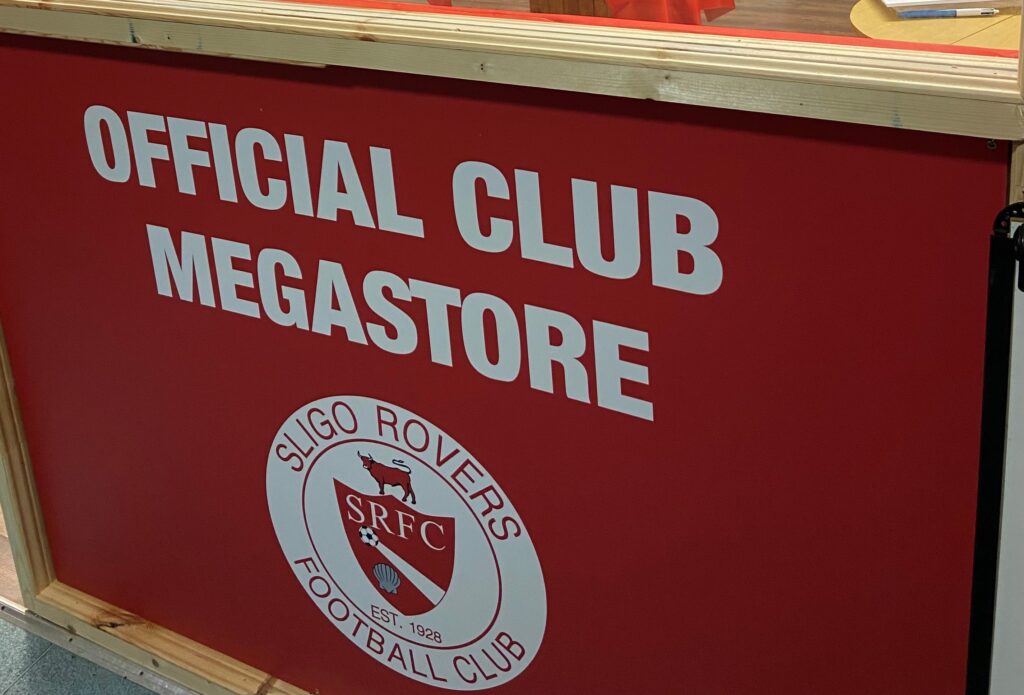 OFFICIAL CLUB
MEGASTORE
SLIGO ROVERS
SRFC
EST. 1928
FOOTBALL CLUB